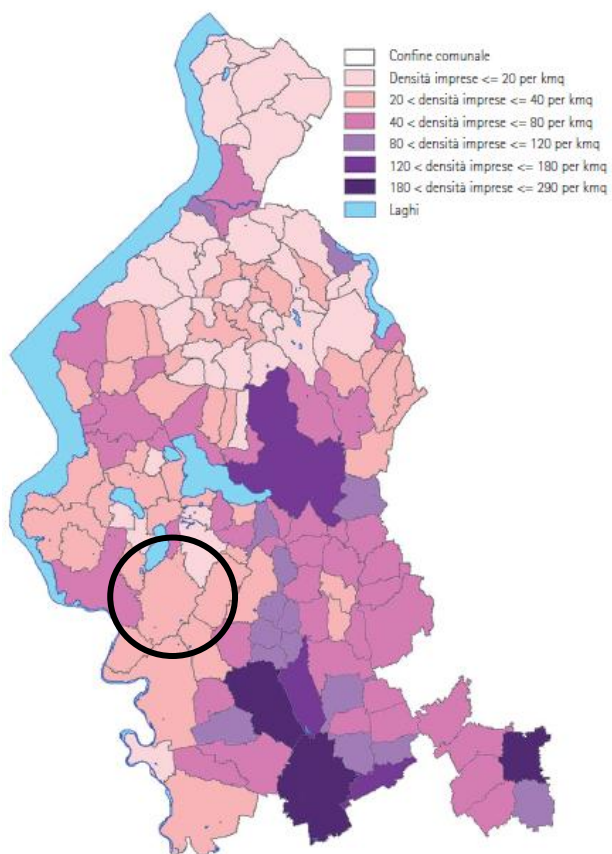 Confine comunale
Densità imprese <= 20 per kmq
20 < densità imprese <= 40 per kmq
40 < densità imprese <= 80 per kmq
80 < densità imprese <= 120 per kmq
120 < densità imprese <= 180 per kmq
180 < densità imprese <= 290 per kmq
Laghi